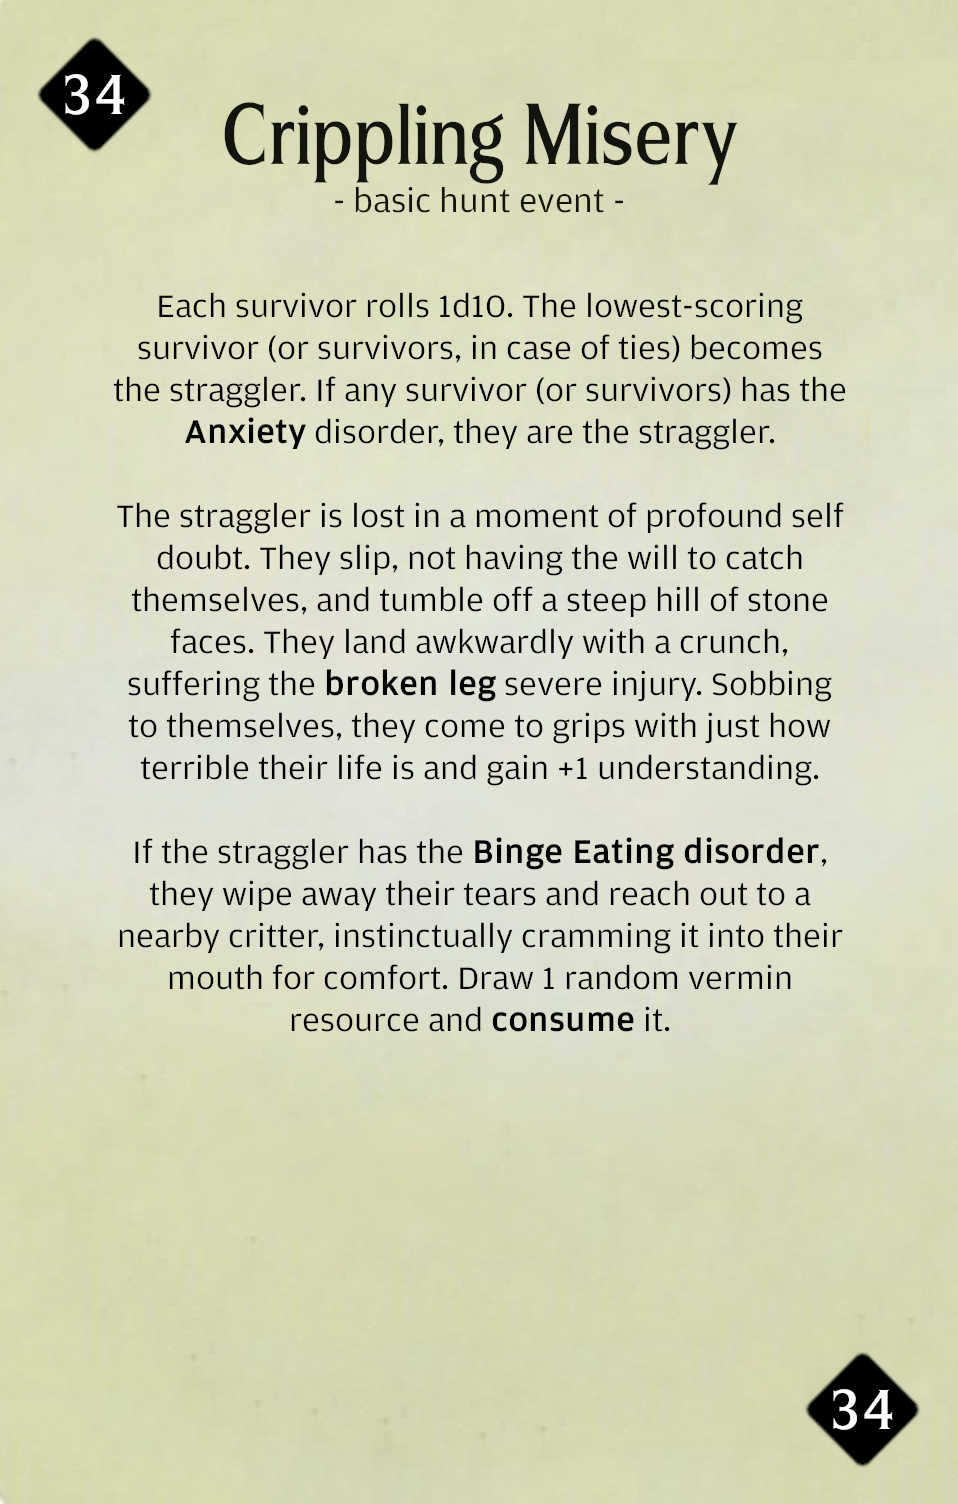 34
Crippling Misery
- basic hunt event -
Each survivor rolls 1d10. The lowest-scoring
survivor (or survivors, in case of ties) becomes
the straggler. If any survivor (or survivors) has the
Anxiety disorder, they are the straggler.
The straggler is lost in a moment of profound self
doubt. They slip, not having the will to catch
themselves, and tumble off a steep hill of stone
faces. They land awkwardly with a crunch,
suffering the broken leg severe injury. Sobbing
to themselves, they come to grips with just how
terrible their life is and gain +1 understanding.
If the straggler has the Binge Eating disorder,
they wipe away their tears and reach out to a
nearby critter, instinctually cramming it into their
mouth for comfort. Draw 1 random vermin
resource and consume it.
34